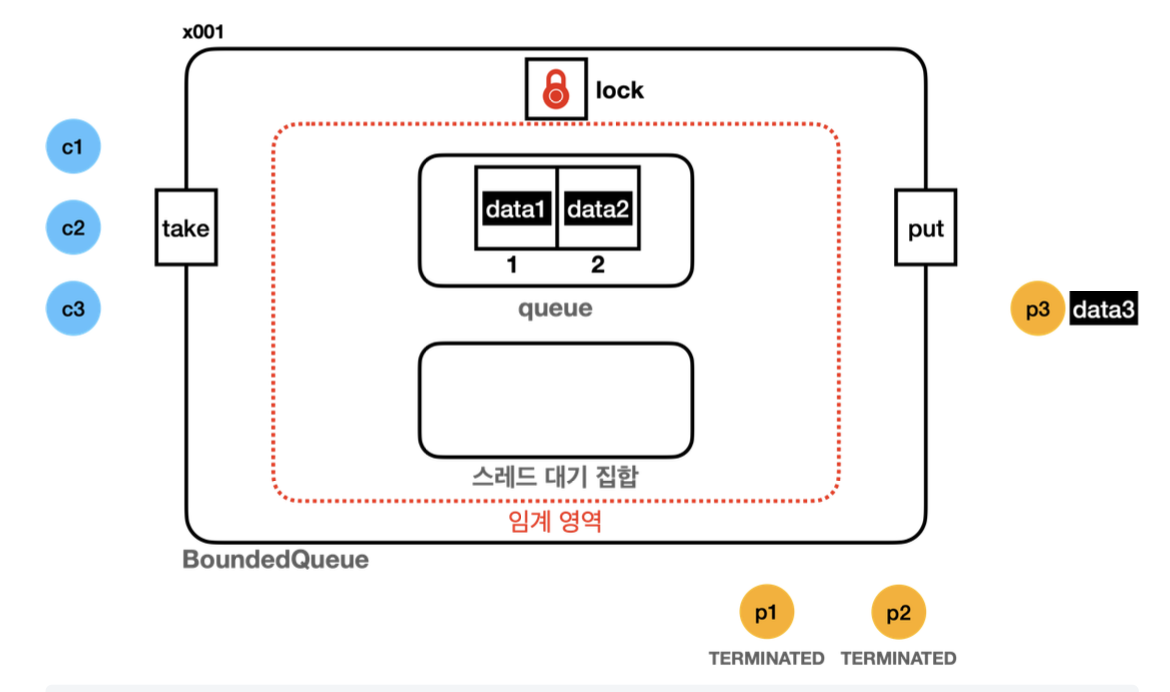 x001
lock
c1
data1 data2
take
c2
put
1 2
c3
queue
p3 data3
스레드 대기 집합
임계 영역
BoundedQueue
p1 p2
TERMINATED TERMINATED